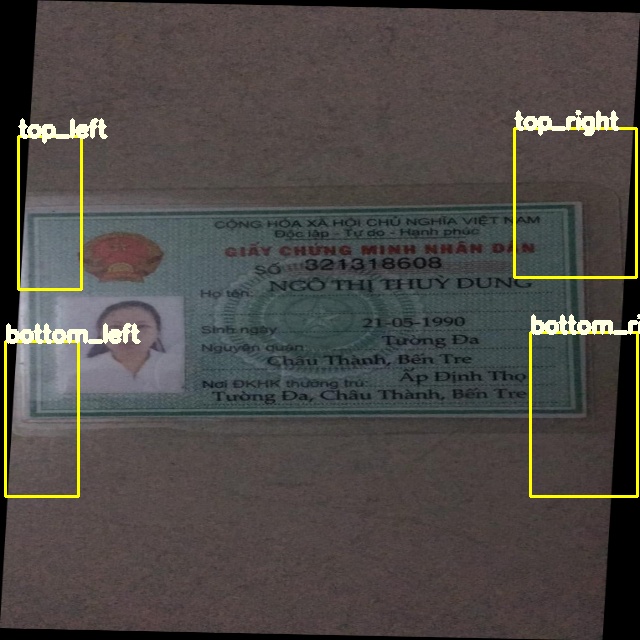 top_left
top_right
CỘNG HÒA XÃ HỘI CHỦ NGHĨA VIỆT NAM
Độc lập - Tự do - Hạnh phúc
GIẤY CHỨNG MINH NHÂN DÂN
SỐ 321318608
Họ tên: NGÔ THỊ THUY DUNG
Sinh ngày 21-05-1990
bottom_left
bottom_ri
Nguyên quán Tường Đa
Châu Thành, Bến Tre
Nơi ĐKHK thường trú: Ấp Định Thọ
Tường Đa, Châu Thành, Bến Tre